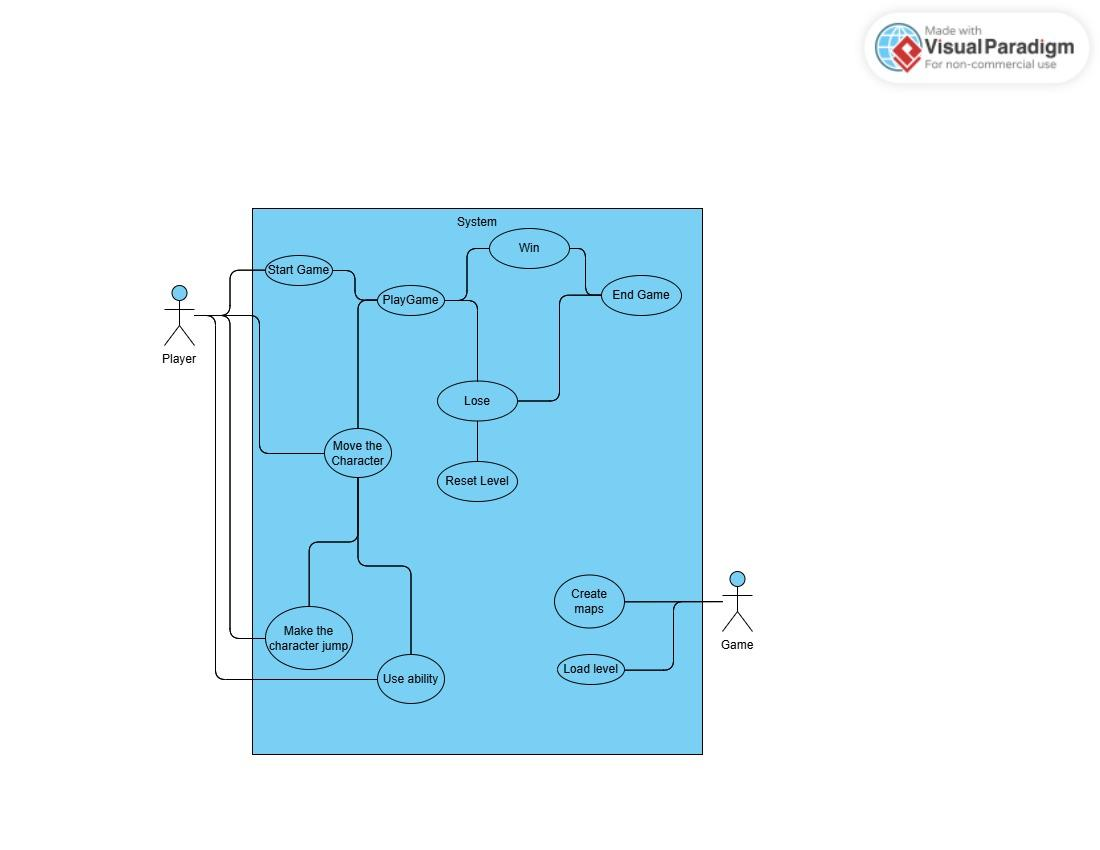 Made with
Visual Paradigm
For non-commercial use
System
Win
Start Game
PlayGame
End Game
Player
Lose
Move the
Character
Reset Level
Create
maps
Game
Make the
character jump
Load level
Use ability